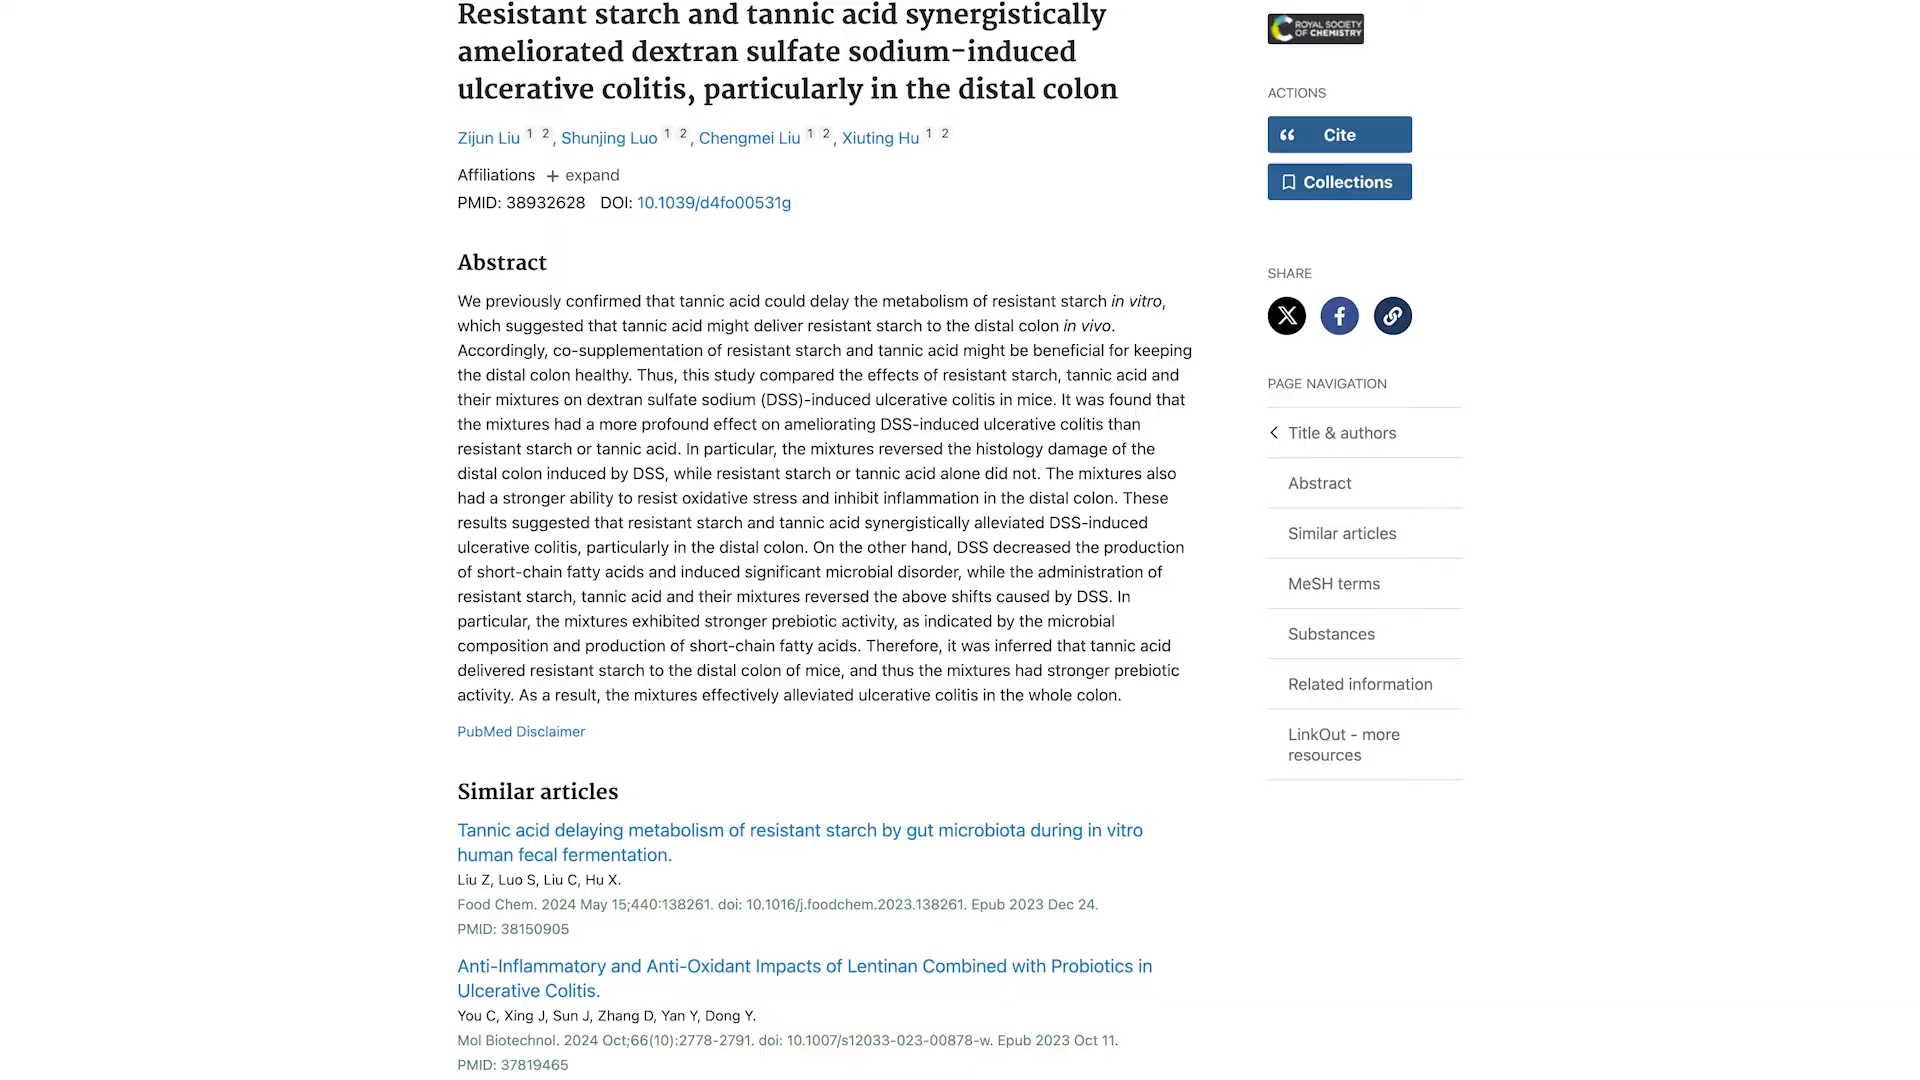 Resistant starch and tannic acid synergistically
ameliorated dextran sulfate sodium-induced
ulcerative colitis, particularly in the distal colon
Zijun Liu 1 2, Shunjing Luo 1 2, Chengmei Liu 1 2, Xiuting Hu 1 2
Affiliations + expand
PMID: 38932628 DOI: 10.1039/d4fo00531g
Abstract
We previously confirmed that tannic acid could delay the metabolism of resistant starch in vitro,
which suggested that tannic acid might deliver resistant starch to the distal colon in vivo.
Accordingly, co-supplementation of resistant starch and tannic acid might be beneficial for keeping
the distal colon healthy. Thus, this study compared the effects of resistant starch, tannic acid and
their mixtures on dextran sulfate sodium (DSS)-induced ulcerative colitis in mice. It was found that
the mixtures had a more profound effect on ameliorating DSS-induced ulcerative colitis than
resistant starch or tannic acid. In particular, the mixtures reversed the histology damage of the
distal colon induced by DSS, while resistant starch or tannic acid alone did not. The mixtures also
had a stronger ability to resist oxidative stress and inhibit inflammation in the distal colon. These
results suggested that resistant starch and tannic acid synergistically alleviated DSS-induced
ulcerative colitis, particularly in the distal colon. On the other hand, DSS decreased the production
of short-chain fatty acids and induced significant microbial disorder, while the administration of
resistant starch, tannic acid and their mixtures reversed the above shifts caused by DSS. In
particular, the mixtures exhibited stronger prebiotic activity, as indicated by the microbial
composition and production of short-chain fatty acids. Therefore, it was inferred that tannic acid
delivered resistant starch to the distal colon of mice, and thus the mixtures had stronger prebiotic
activity. As a result, the mixtures effectively alleviated ulcerative colitis in the whole colon.
PubMed Disclaimer
Similar articles
Tannic acid delaying metabolism of resistant starch by gut microbiota during in vitro
human fecal fermentation.
Liu Z, Luo S, Liu C, Hu X.
Food Chem. 2024 May 15;440:138261. doi: 10.1016/j.foodchem.2023.138261. Epub 2023 Dec 24.
PMID: 38150905
Anti-Inflammatory and Anti-Oxidant Impacts of Lentinan Combined with Probiotics in
Ulcerative Colitis.
You C, Xing J, Sun J, Zhang D, Yan Y, Dong Y.
Mol Biotechnol. 2024 Oct;66(10):2778-2791. doi: 10.1007/s12033-023-00878-w. Epub 2023 Oct 11.
PMID: 37819465
ROYAL SOCIETY
OF CHEMISTRY
ACTIONS
Cite
Collections
SHARE
PAGE NAVIGATION
Title & authors
Abstract
Similar articles
MeSH terms
Substances
Related information
LinkOut - more
resources